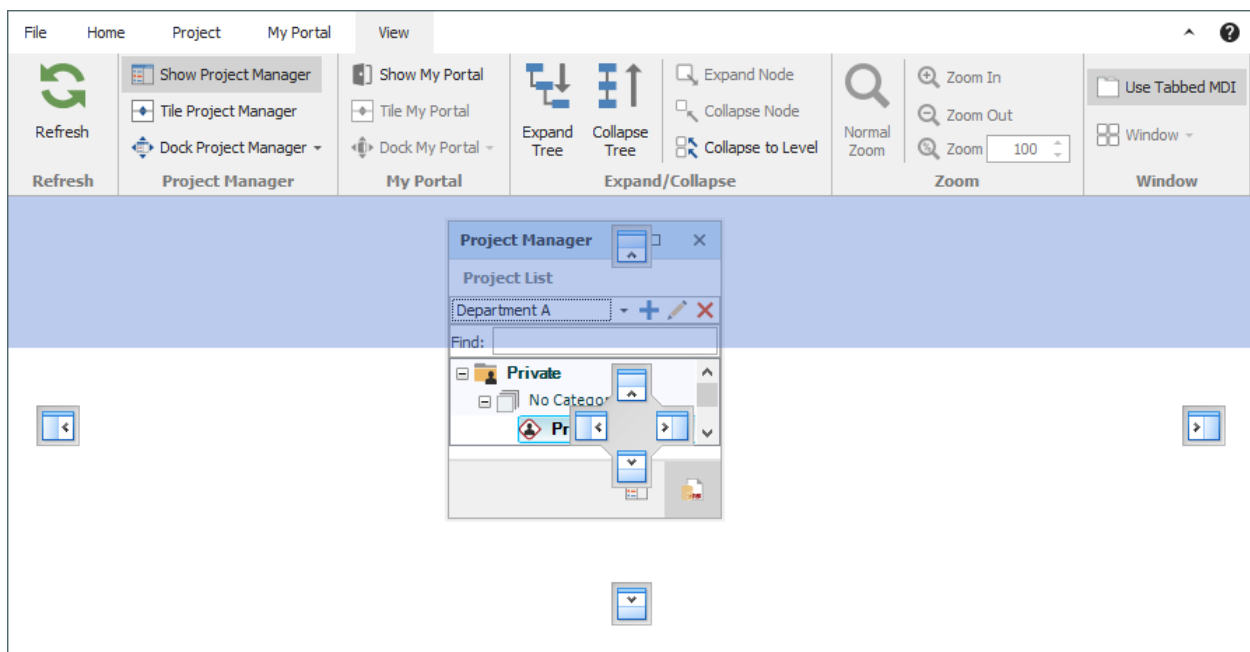 File Home Project My Portal View
Show Project Manager Show My Portal Expand Node Zoom In Use Tabbed MDI
Tile Project Manager Tile My Portal Collapse Node Zoom Out
Refresh Expand Tree Collapse Tree Normal Zoom Window
Dock Project Manager Dock My Portal Collapse to Level Zoom 100
Refresh Project Manager My Portal Expand/Collapse Zoom Window
Project Manager
Project List
Department A
Find:
Private
No